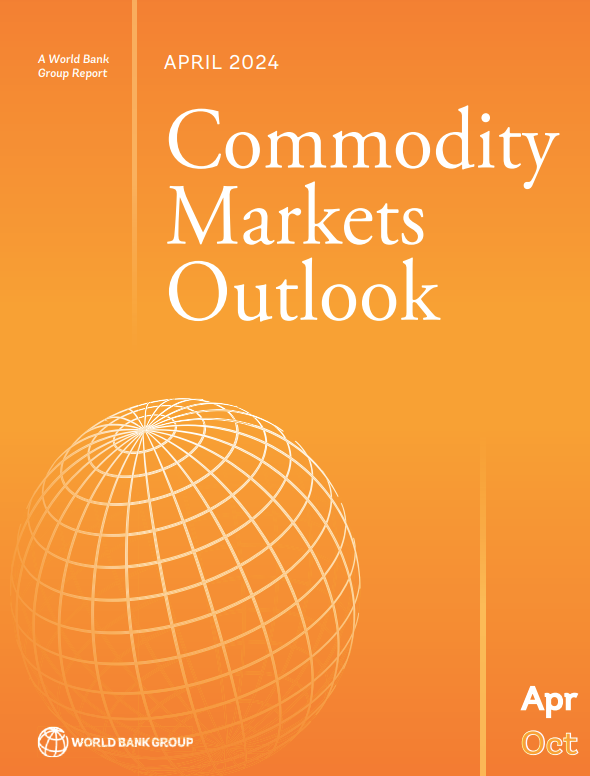 A World Bank
Group Report
APRIL 2024
Commodity
Markets
Outlook
Apr
Oct
WORLD BANK GROUP